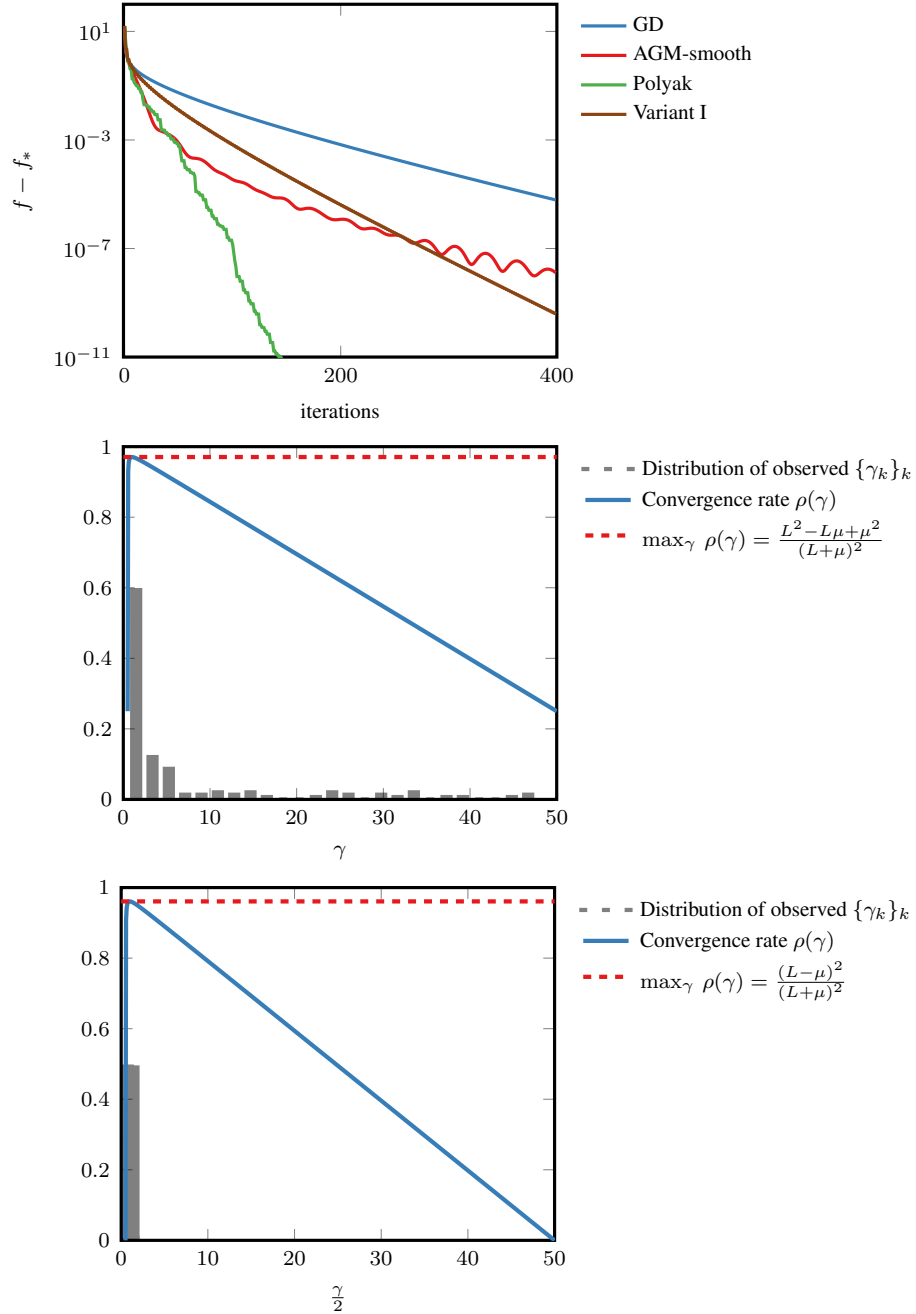 10^1
10^−3
10^−7
10^−11
f − f_*
0
200
400
iterations
GD
AGM-smooth
Polyak
Variant I
1
0.8
0.6
0.4
0.2
0
0
10
20
30
40
50
γ
Distribution of observed {γ_k}_k
Convergence rate ρ(γ)
max_γ ρ(γ) = \frac{L^2−Lμ+μ^2}{(L+μ)^2}
1
0.8
0.6
0.4
0.2
0
0
10
20
30
40
50
\frac{γ}{2}
Distribution of observed {γ_k}_k
Convergence rate ρ(γ)
max_γ ρ(γ) = \frac{(L−μ)^2}{(L+μ)^2}